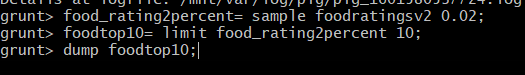 grunt> food_rating2percent= sample foodratingsv2 0.02;
grunt> foodtop10= limit food_rating2percent 10;
grunt> dump foodtop10;